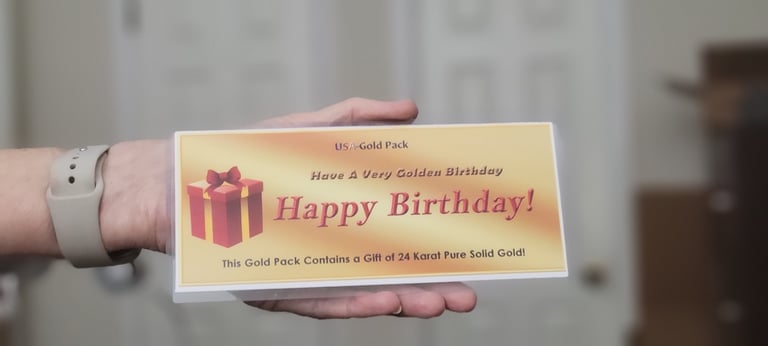 USA-Gold Pack
Have A Very Golden Birthday
Happy Birthday!
This Gold Pack Contains a Gift of 24 Karat Pure Solid Gold!